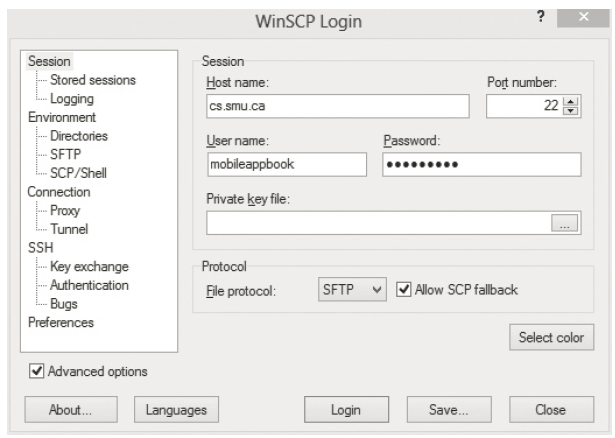 WinSCP Login
?
Session
Stored sessions
Logging
Environment
Directories
SFTP
SCP/Shell
Connection
Proxy
Tunnel
SSH
Key exchange
Authentication
Bugs
Preferences
Advanced options
Session
Host name:
Port number:
cs.smu.ca
22
User name:
Password:
mobileappbook
•••••••••
Private key file:
...
Protocol
File protocol:
SFTP
Allow SCP fallback
Select color
About...
Languages
Login
Save...
Close